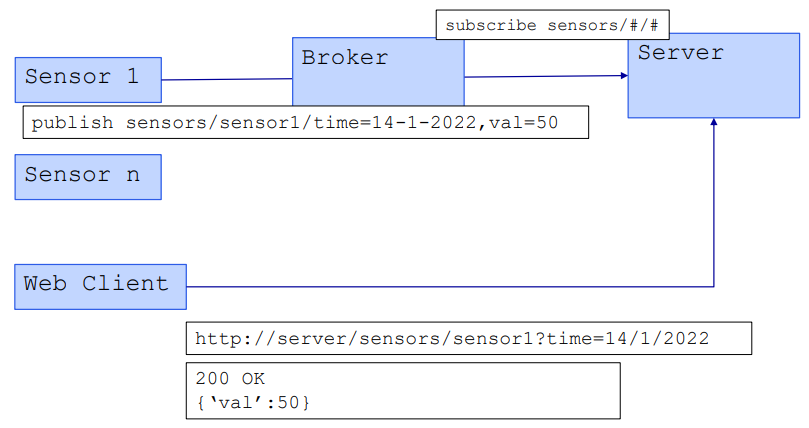 subscribe sensors/#/#
Sensor 1
Broker
Server
publish sensors/sensor1/time=14-1-2022,val=50
Sensor n
Web Client
http://server/sensors/sensor1?time=14/1/2022
200 OK
{‘val’:50}